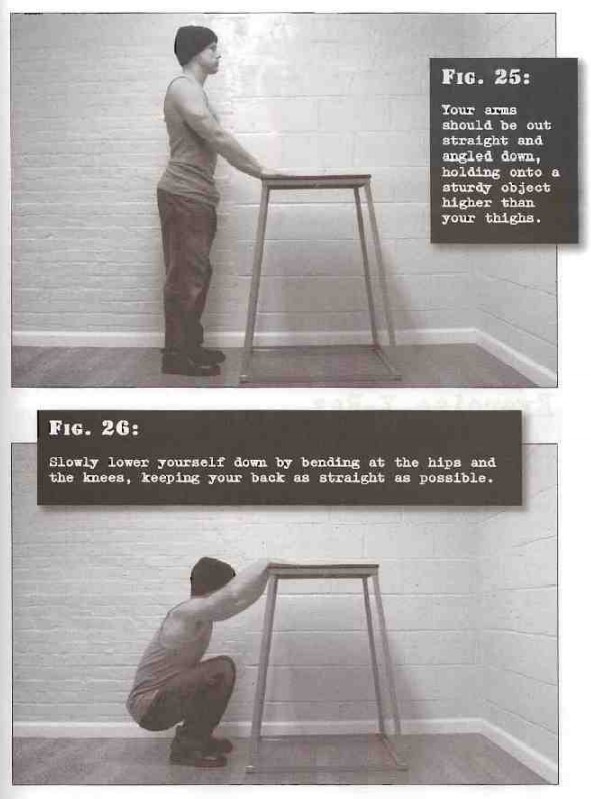 FIG. 25:
Your arms
should be out
straight and
angled down,
holding onto a
sturdy object
higher than
your thighs.
FIG. 26:
Slowly lower yourself down by bending at the hips and
the knees, keeping your back as straight as possible.